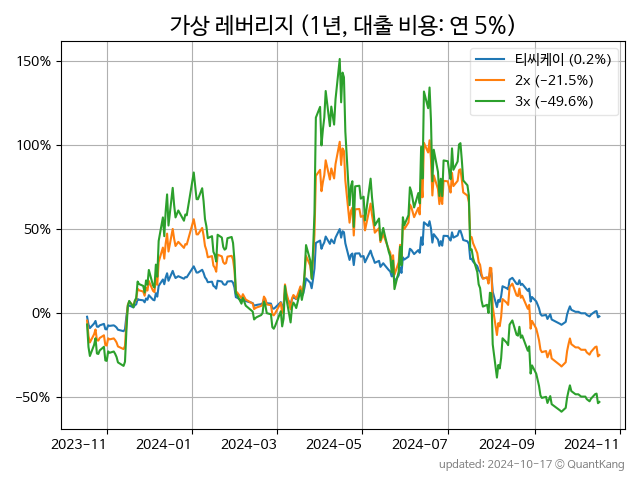 가상 레버리지 (1년, 대출 비용: 연 5%)
티씨케이 (0.2%)
2x (−21.5%)
3x (−49.6%)
150%
100%
50%
0%
−50%
2023-11 2024-01 2024-03 2024-05 2024-07 2024-09 2024-11
updated: 2024-10-17 © QuantKang